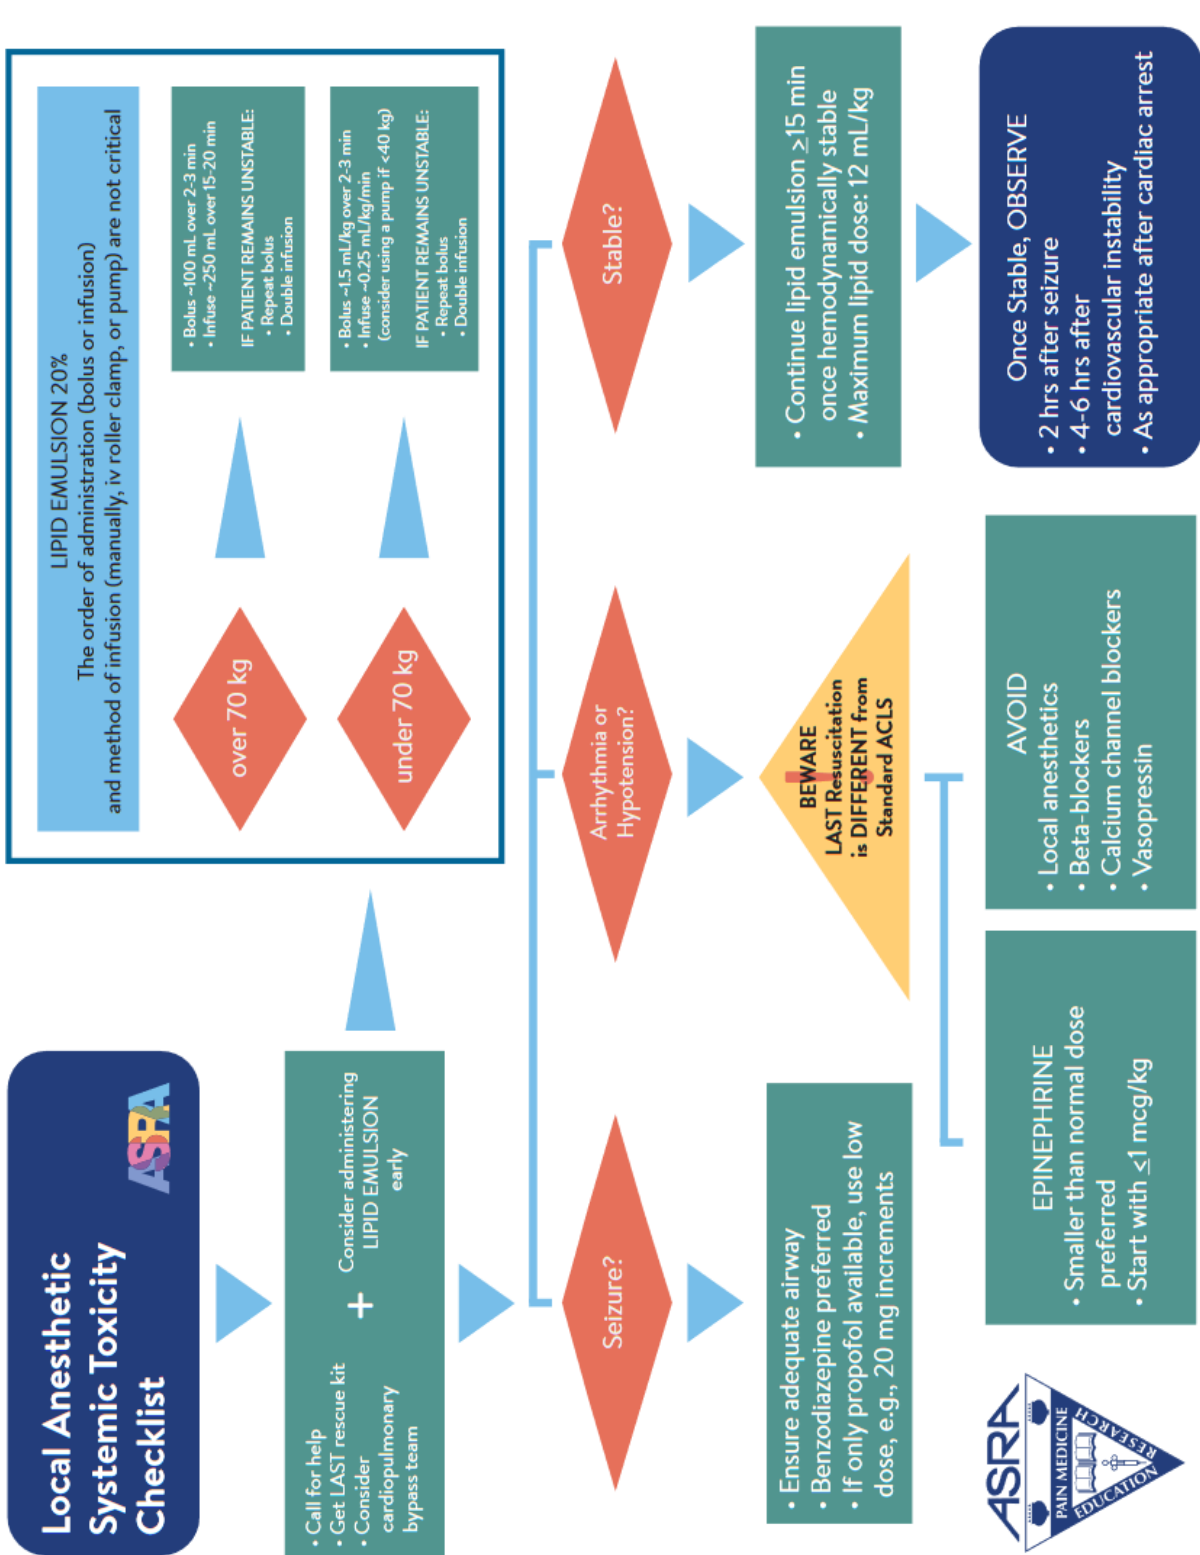 Local Anesthetic
Systemic Toxicity
Checklist
ASRA
• Call for help
• Get LAST rescue kit
• Consider
cardiopulmonary
bypass team
+
Consider administering
LIPID EMULSION
early
LIPID EMULSION 20%
The order of administration (bolus or infusion)
and method of infusion (manually, iv roller clamp, or pump) are not critical
over 70 kg
• Bolus ~100 mL over 2-3 min
• Infuse ~250 mL over 15-20 min
IF PATIENT REMAINS UNSTABLE:
• Repeat bolus
• Double infusion
under 70 kg
• Bolus ~1.5 mL/kg over 2-3 min
• Infuse ~0.25 mL/kg/min
(consider using a pump if <40 kg)
IF PATIENT REMAINS UNSTABLE:
• Repeat bolus
• Double infusion
Seizure?
• Ensure adequate airway
• Benzodiazepine preferred
• If only propofol available, use low
dose, e.g., 20 mg increments
Arrhythmia or
Hypotension?
BEWARE
LAST Resuscitation
is DIFFERENT from
Standard ACLS
EPINEPHRINE
• Smaller than normal dose
preferred
• Start with ≤1 mcg/kg
AVOID
• Local anesthetics
• Beta-blockers
• Calcium channel blockers
• Vasopressin
Stable?
• Continue lipid emulsion ≥15 min
once hemodynamically stable
• Maximum lipid dose: 12 mL/kg
Once Stable, OBSERVE
• 2 hrs after seizure
• 4-6 hrs after
cardiovascular instability
• As appropriate after cardiac arrest
ASRA
PAIN MEDICINE
EDUCATION
RESEARCH